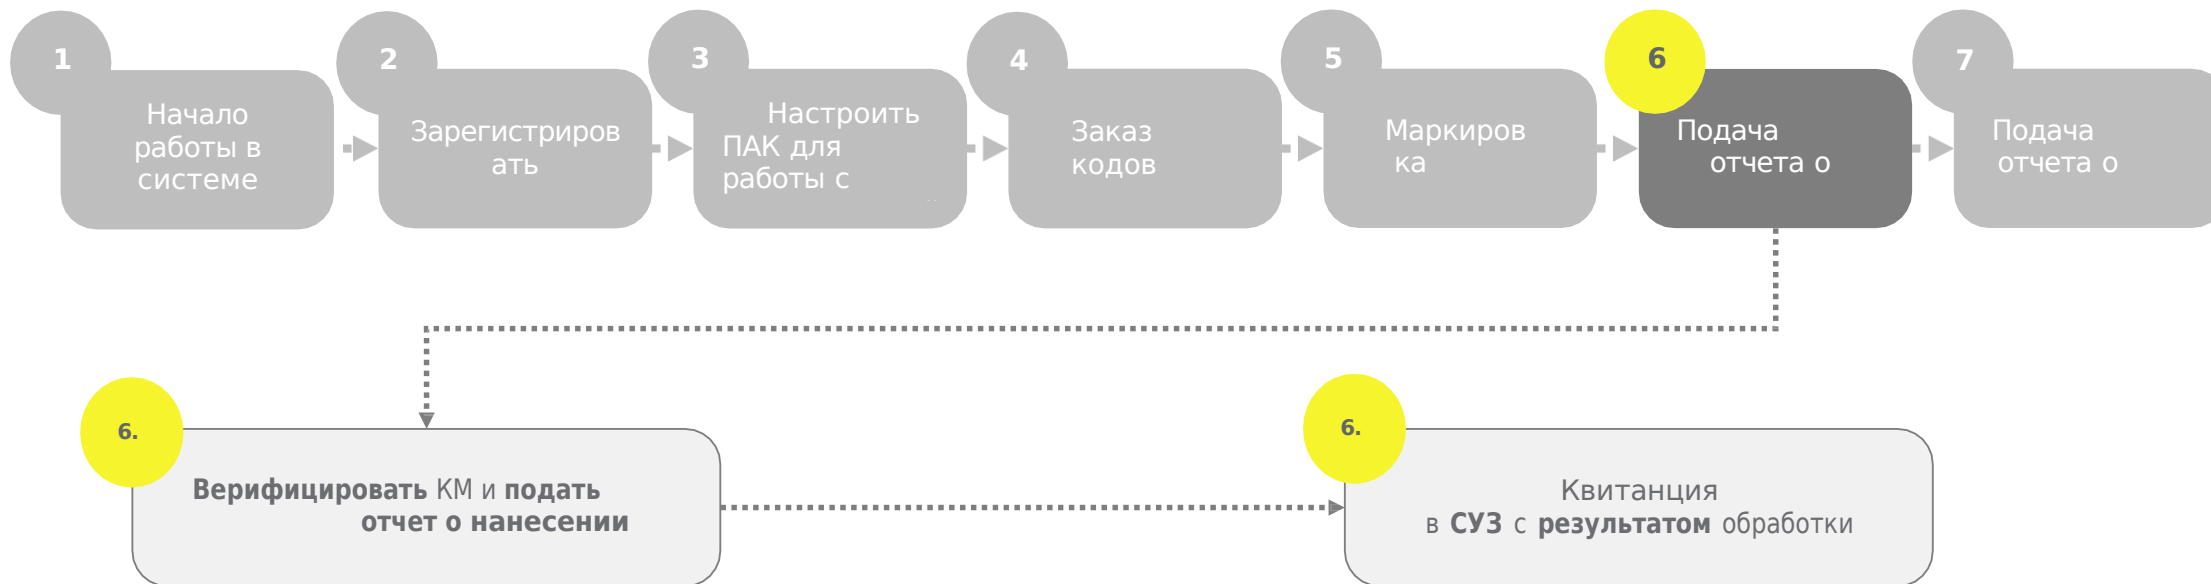 1
Начало
работы в
системе
2
Зарегистриров
ать
3
Настроить
ПАК для
работы с
4
Заказ
кодов
5
Маркиров
ка
6
Подача
отчета о
7
Подача
отчета о
6.
Верифицировать КМ и подать
отчет о нанесении
6.
Квитанция
в СУЗ с результатом обработки